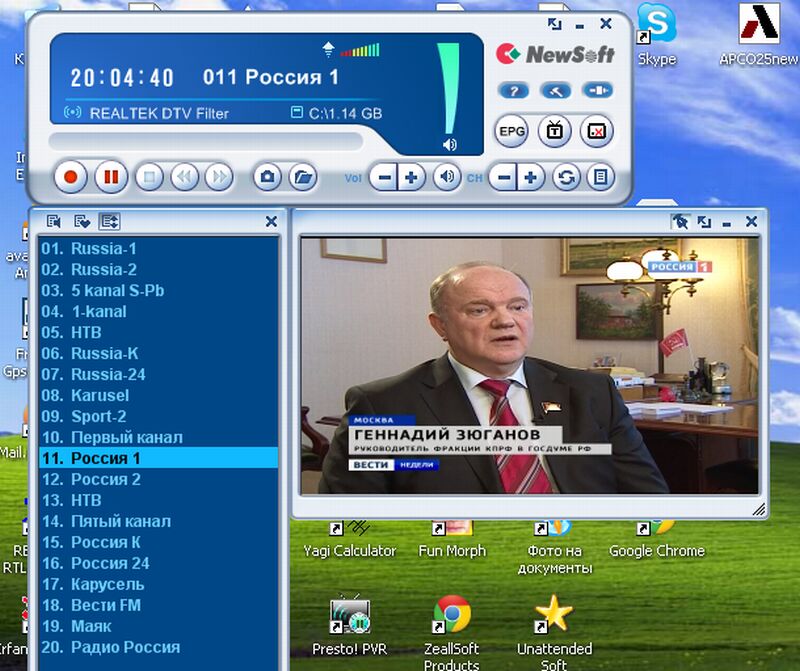 Skype
APCO25new
NewSoft
20:04:40 011 Россия 1
REALTEK DTV Filter C:\1.14 GB
?
EPG
Vol
CH
01. Russia-1
02. Russia-2
03. 5 kanal S-Pb
04. 1-kanal
05. НТВ
06. Russia-K
07. Russia-24
08. Karusel
09. Sport-2
10. Первый канал
11. Россия 1
12. Россия 2
13. НТВ
14. Пятый канал
15. Россия К
16. Россия 24
17. Карусель
18. Вести FM
19. Маяк
20. Радио Россия
РОССИЯ 1
МОСКВА
ГЕННАДИЙ ЗЮГАНОВ
РУКОВОДИТЕЛЬ ФРАКЦИИ КПРФ В ГОСДУМЕ РФ
ВЕСТИ НЕДЕЛИ
Yagi Calculator
Fun Morph
Фото на
документы
Google Chrome
Presto! PVR
ZeallSoft
Products
Unattended
Soft